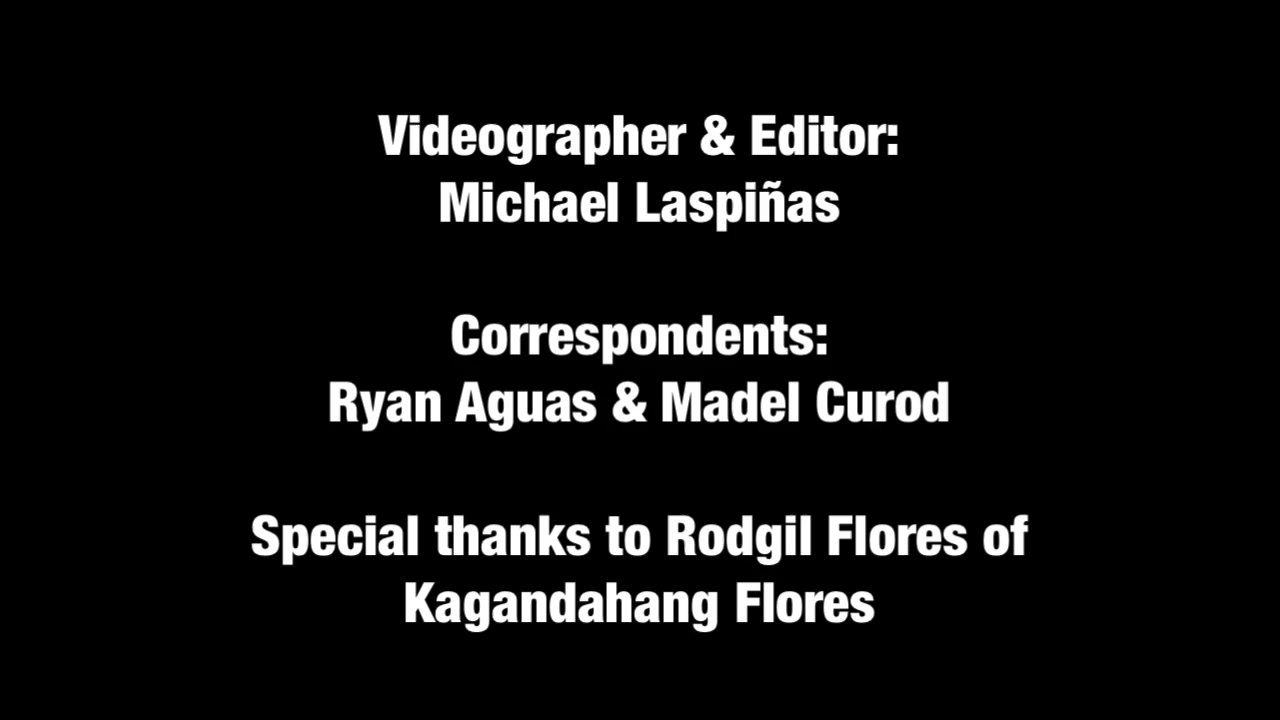 Videographer & Editor:
Michael Laspiñas
Correspondents:
Ryan Aguas & Madel Curod
Special thanks to Rodgil Flores of
Kagandahang Flores